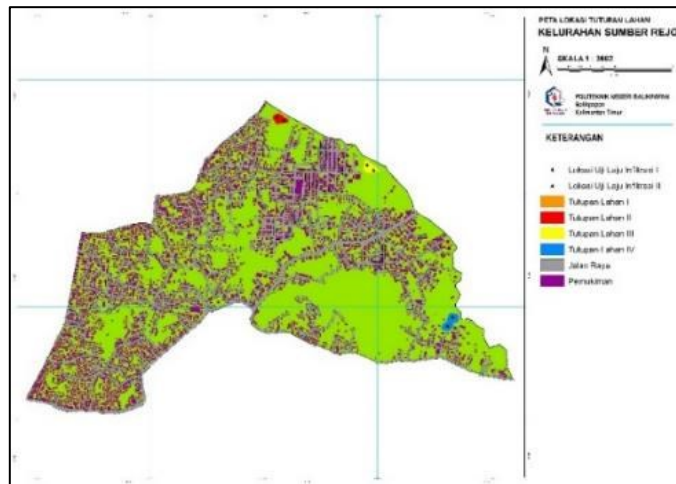 PETA LOKASI TUTUPAN LAHAN
KELURAHAN SUMBER REJO
N
SKALA 1 :
POLITEKNIK NEGERI BALIKPAPAN
Balikpapan
Kalimantan Timur
KETERANGAN
Lokasi Uji Laju Infiltrasi I
Lokasi Uji Laju Infiltrasi II
Tutupan Lahan I
Tutupan Lahan II
Tutupan Lahan III
Tutupan Lahan IV
Jalan Raya
Pemukiman